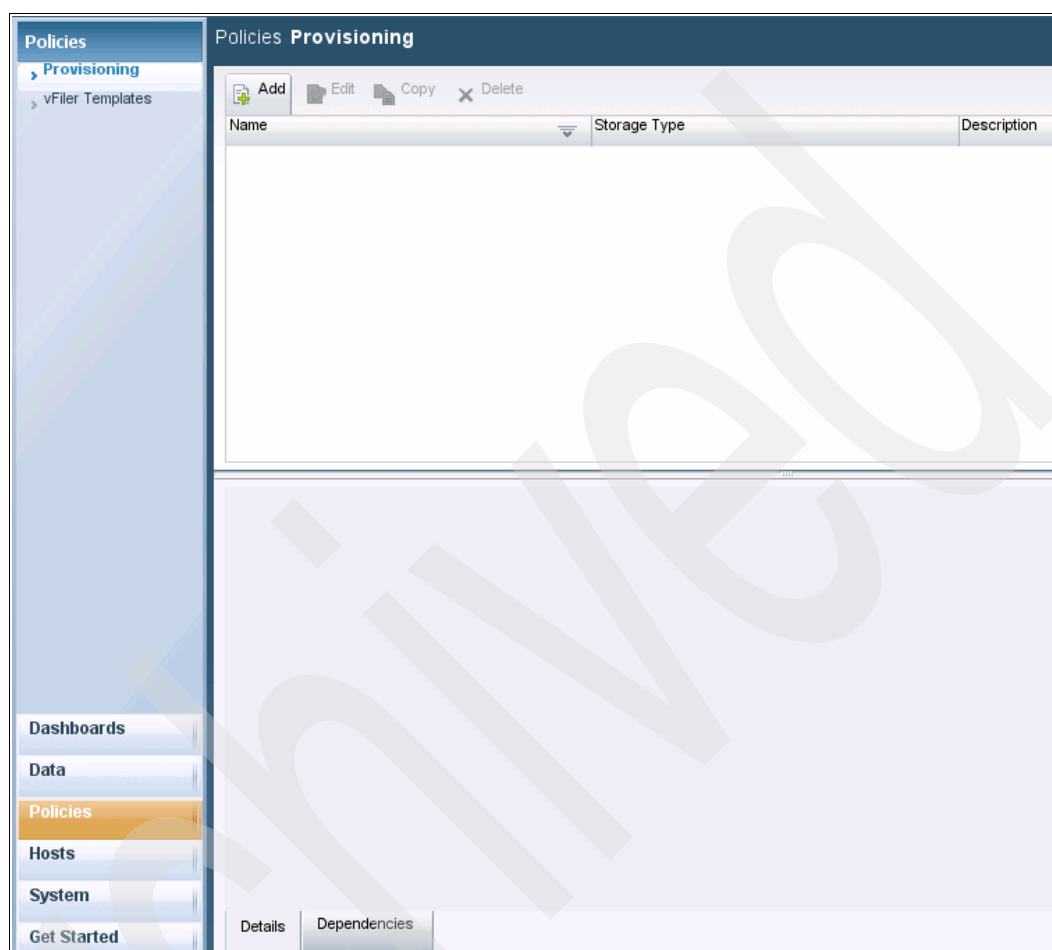 Policies
Provisioning
vFiler Templates
Policies Provisioning
Add Edit Copy Delete
Name Storage Type Description
Dashboards
Data
Policies
Hosts
System
Get Started
Details Dependencies